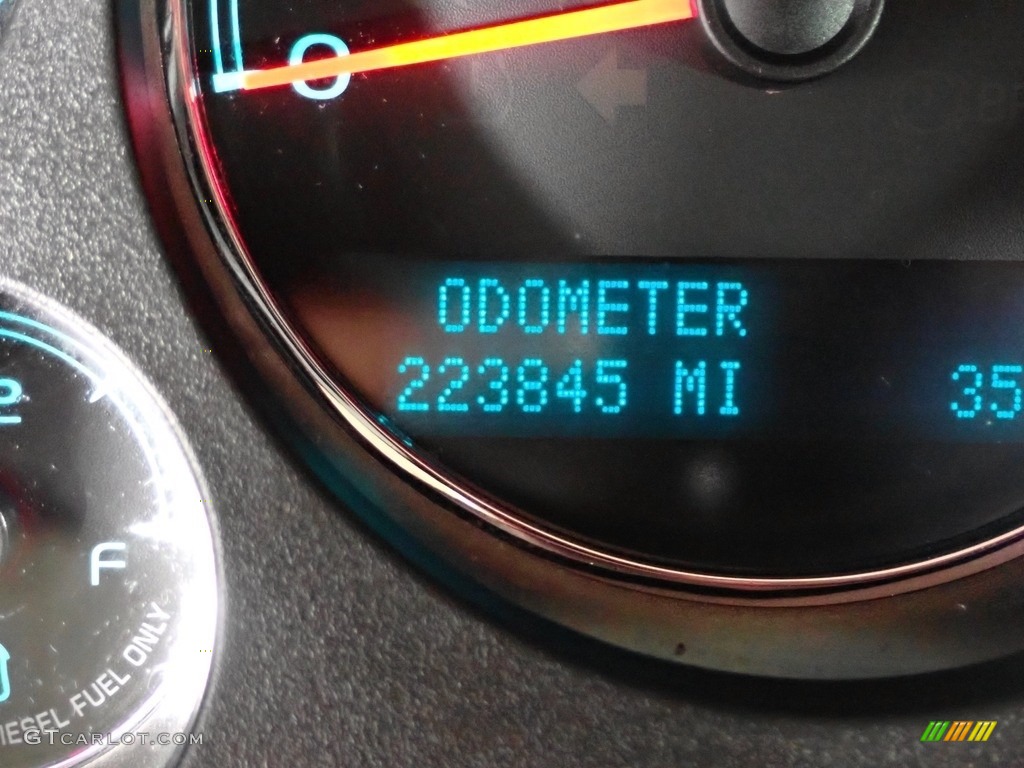 0
ODOMETER
223845 MI
35
F
DIESEL FUEL ONLY
GTCARLOT.COM